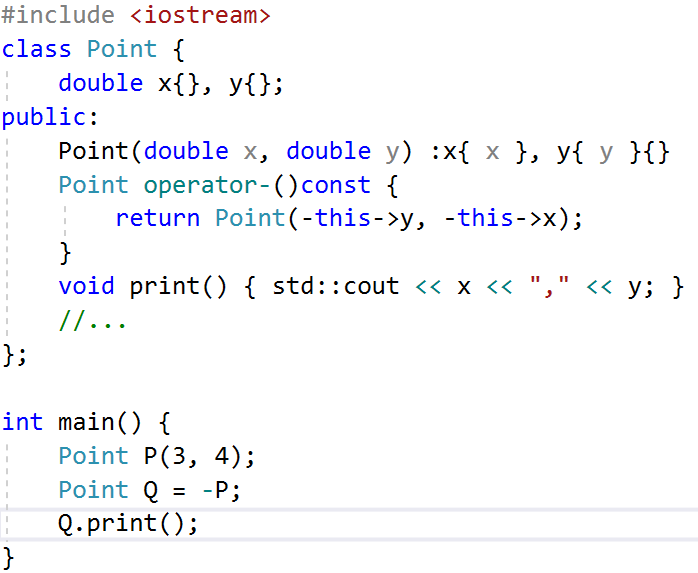 #include <iostream>
class Point {
    double x{}, y{};
public:
    Point(double x, double y) :x{ x }, y{ y }{}
    Point operator-()const {
        return Point(-this->y, -this->x);
    }
    void print() { std::cout << x << "," << y; }
    //...
};

int main() {
    Point P(3, 4);
    Point Q = -P;
    Q.print();
}